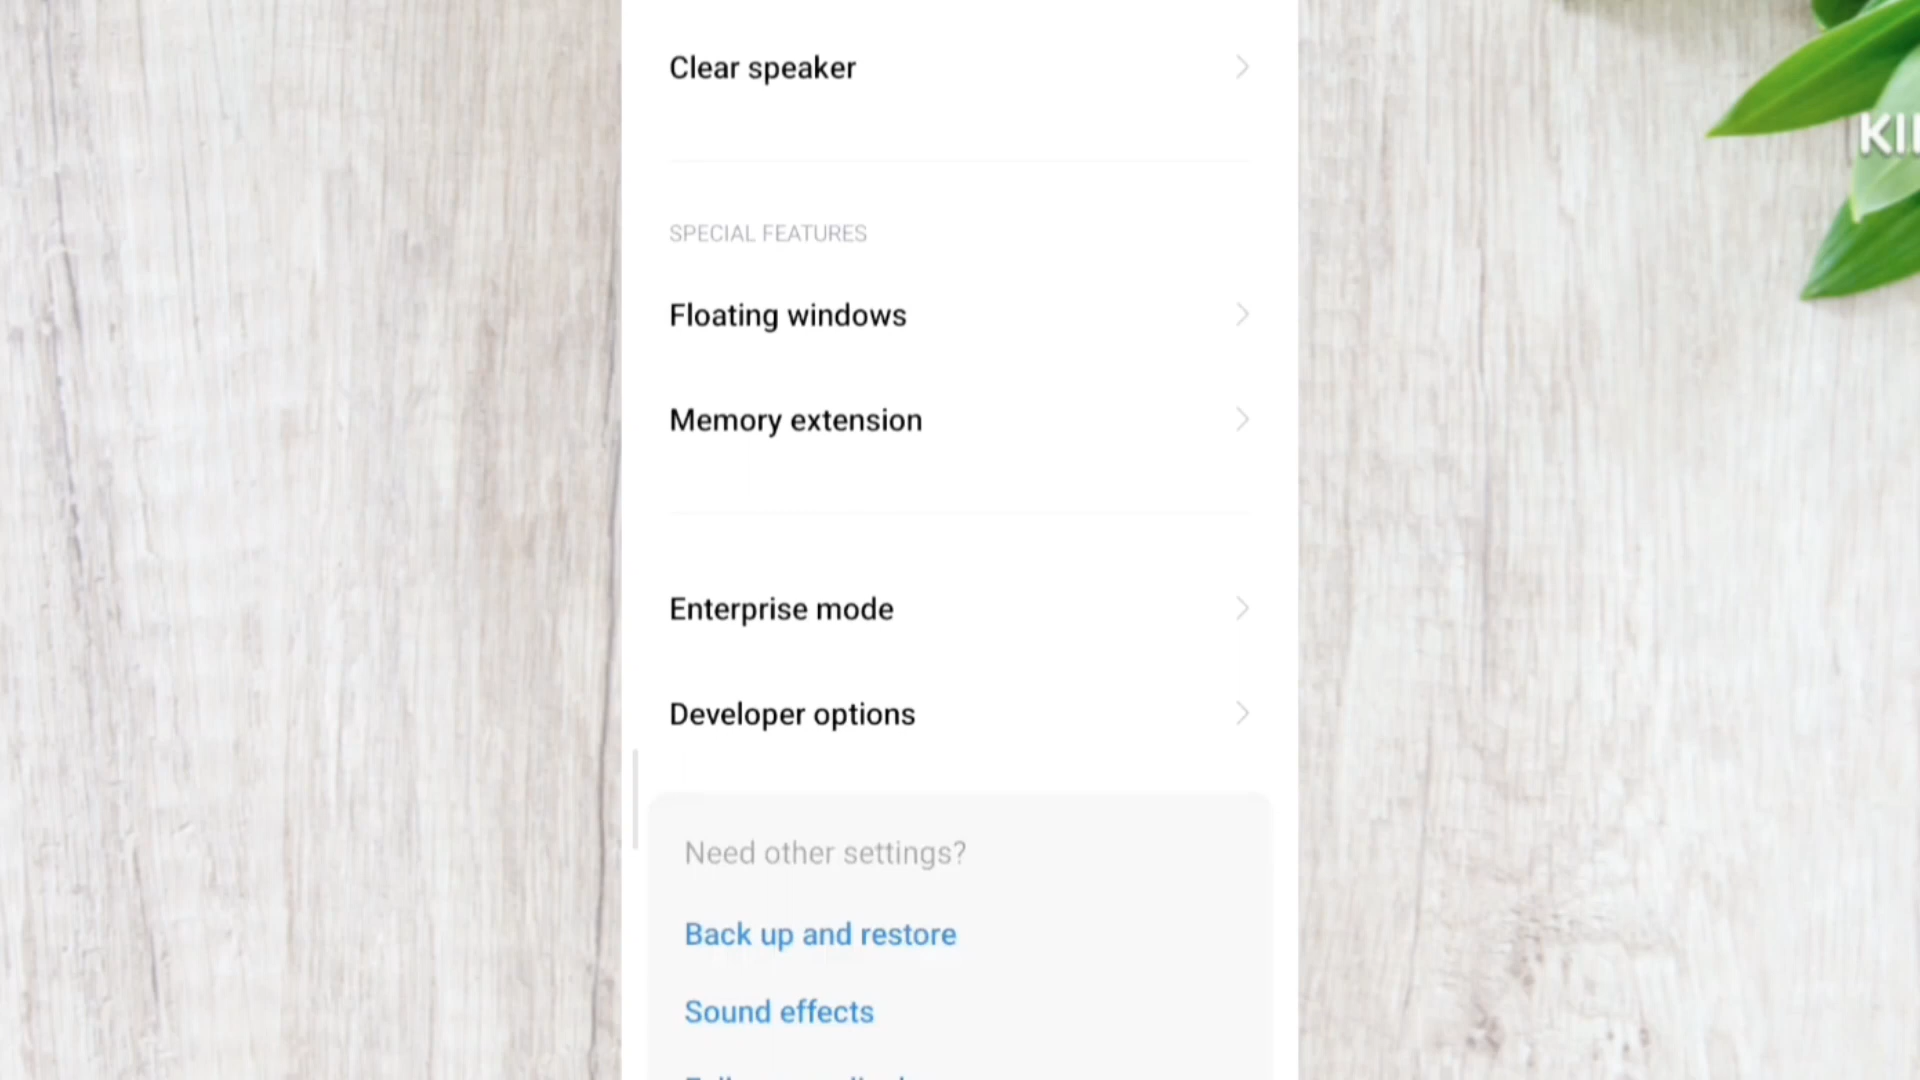 Clear speaker
SPECIAL FEATURES
Floating windows
Memory extension
Enterprise mode
Developer options
Need other settings?
Back up and restore
Sound effects